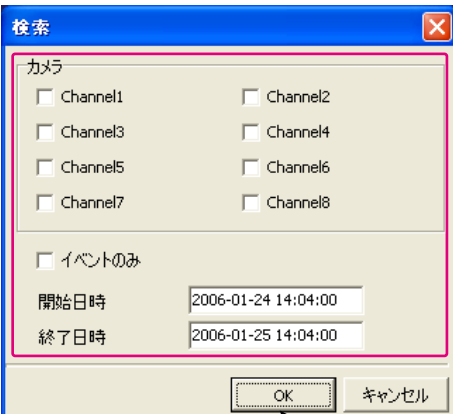 検索
カメラ
Channel1 Channel2
Channel3 Channel4
Channel5 Channel6
Channel7 Channel8
イベントのみ
開始日時 2006-01-24 14:04:00
終了日時 2006-01-25 14:04:00
OK キャンセル